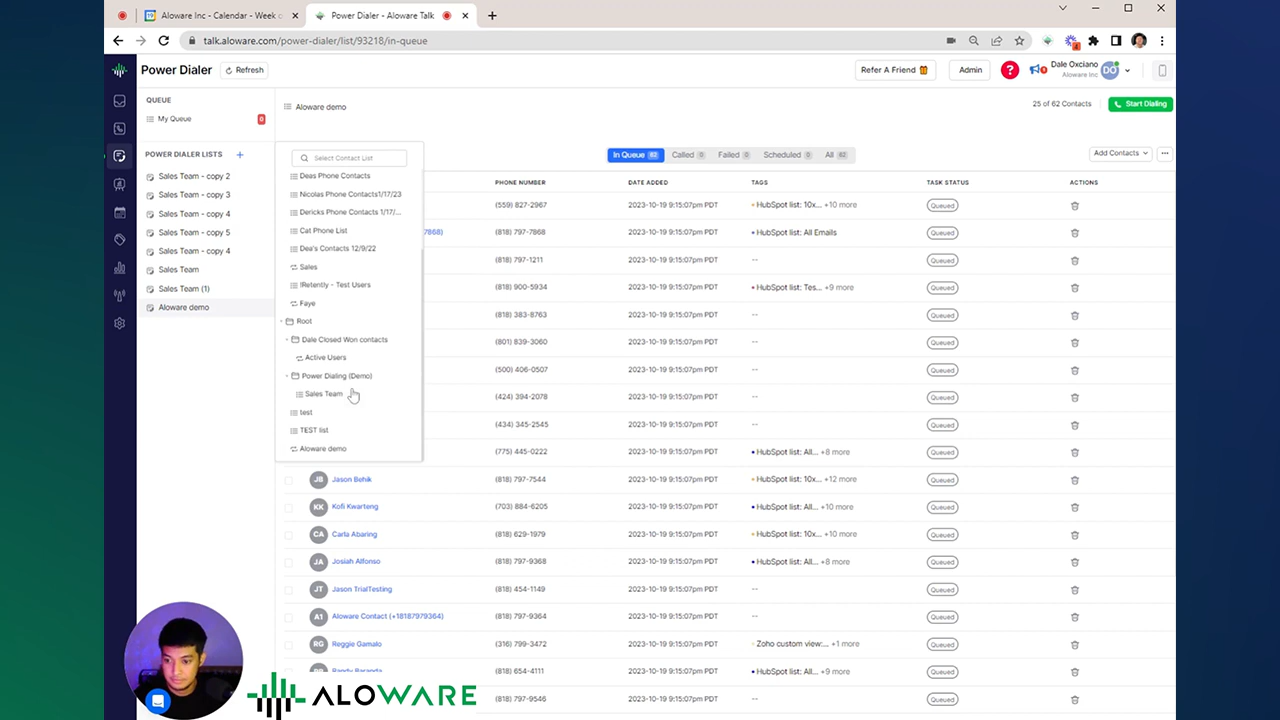 Aloware Inc - Calendar - Week o
Power Dialer - Aloware Talk
talk.aloware.com/power-dialer/list/93218/in-queue
Power Dialer
Refresh
Refer A Friend
Admin
?
Dale Oxciano
Aloware Inc
DO
QUEUE
My Queue
0
POWER DIALER LISTS
+
Sales Team - copy 2
Sales Team - copy 3
Sales Team - copy 4
Sales Team - copy 5
Sales Team - copy 4
Sales Team
Sales Team (1)
Aloware demo
Aloware demo
25 of 62 Contacts
Start Dialing
In Queue 62
Called 0
Failed 0
Scheduled 0
All 62
Add Contacts
Select Contact List
Deas Phone Contacts
Nicolas Phone Contacts1/17/23
Dericks Phone Contacts 1/17/...
Cat Phone List
Dea's Contacts 12/9/22
Sales
!Retently - Test Users
Faye
Root
Dale Closed Won contacts
Active Users
Power Dialing (Demo)
Sales Team
test
TEST list
Aloware demo
PHONE NUMBER DATE ADDED TAGS TASK STATUS ACTIONS
(559) 827-2967 2023-10-19 9:15:07pm PDT HubSpot list: 10x... +10 more Queued
7868) (818) 797-7868 2023-10-19 9:15:07pm PDT HubSpot list: All Emails Queued
(818) 797-1211 2023-10-19 9:15:07pm PDT -- Queued
(818) 900-5934 2023-10-19 9:15:07pm PDT HubSpot list: Tes... +9 more Queued
(818) 383-8763 2023-10-19 9:15:07pm PDT -- Queued
(801) 839-3060 2023-10-19 9:15:07pm PDT -- Queued
(500) 406-0507 2023-10-19 9:15:07pm PDT -- Queued
(424) 394-2078 2023-10-19 9:15:07pm PDT -- Queued
(434) 345-2545 2023-10-19 9:15:07pm PDT -- Queued
(775) 445-0222 2023-10-19 9:15:07pm PDT HubSpot list: All... +8 more Queued
JB Jason Behik (818) 797-7544 2023-10-19 9:15:07pm PDT HubSpot list: 10x... +12 more Queued
KK Kofi Kwarteng (703) 884-6205 2023-10-19 9:15:07pm PDT HubSpot list: All... +10 more Queued
CA Carla Abaring (818) 629-1979 2023-10-19 9:15:07pm PDT HubSpot list: 10x... +10 more Queued
JA Josiah Alfonso (818) 797-9368 2023-10-19 9:15:07pm PDT HubSpot list: All... +8 more Queued
JT Jason TrialTesting (818) 454-1149 2023-10-19 9:15:07pm PDT -- Queued
A1 Aloware Contact (+18187979364) (818) 797-9364 2023-10-19 9:15:07pm PDT -- Queued
RG Reggie Gamalo (316) 799-3472 2023-10-19 9:15:07pm PDT Zoho custom view:... +1 more Queued
Randy Baranda (818) 654-4111 2023-10-19 9:15:07pm PDT HubSpot list: All... +9 more Queued
(818) 797-9546 2023-10-19 9:15:07pm PDT -- Queued
ALOWARE